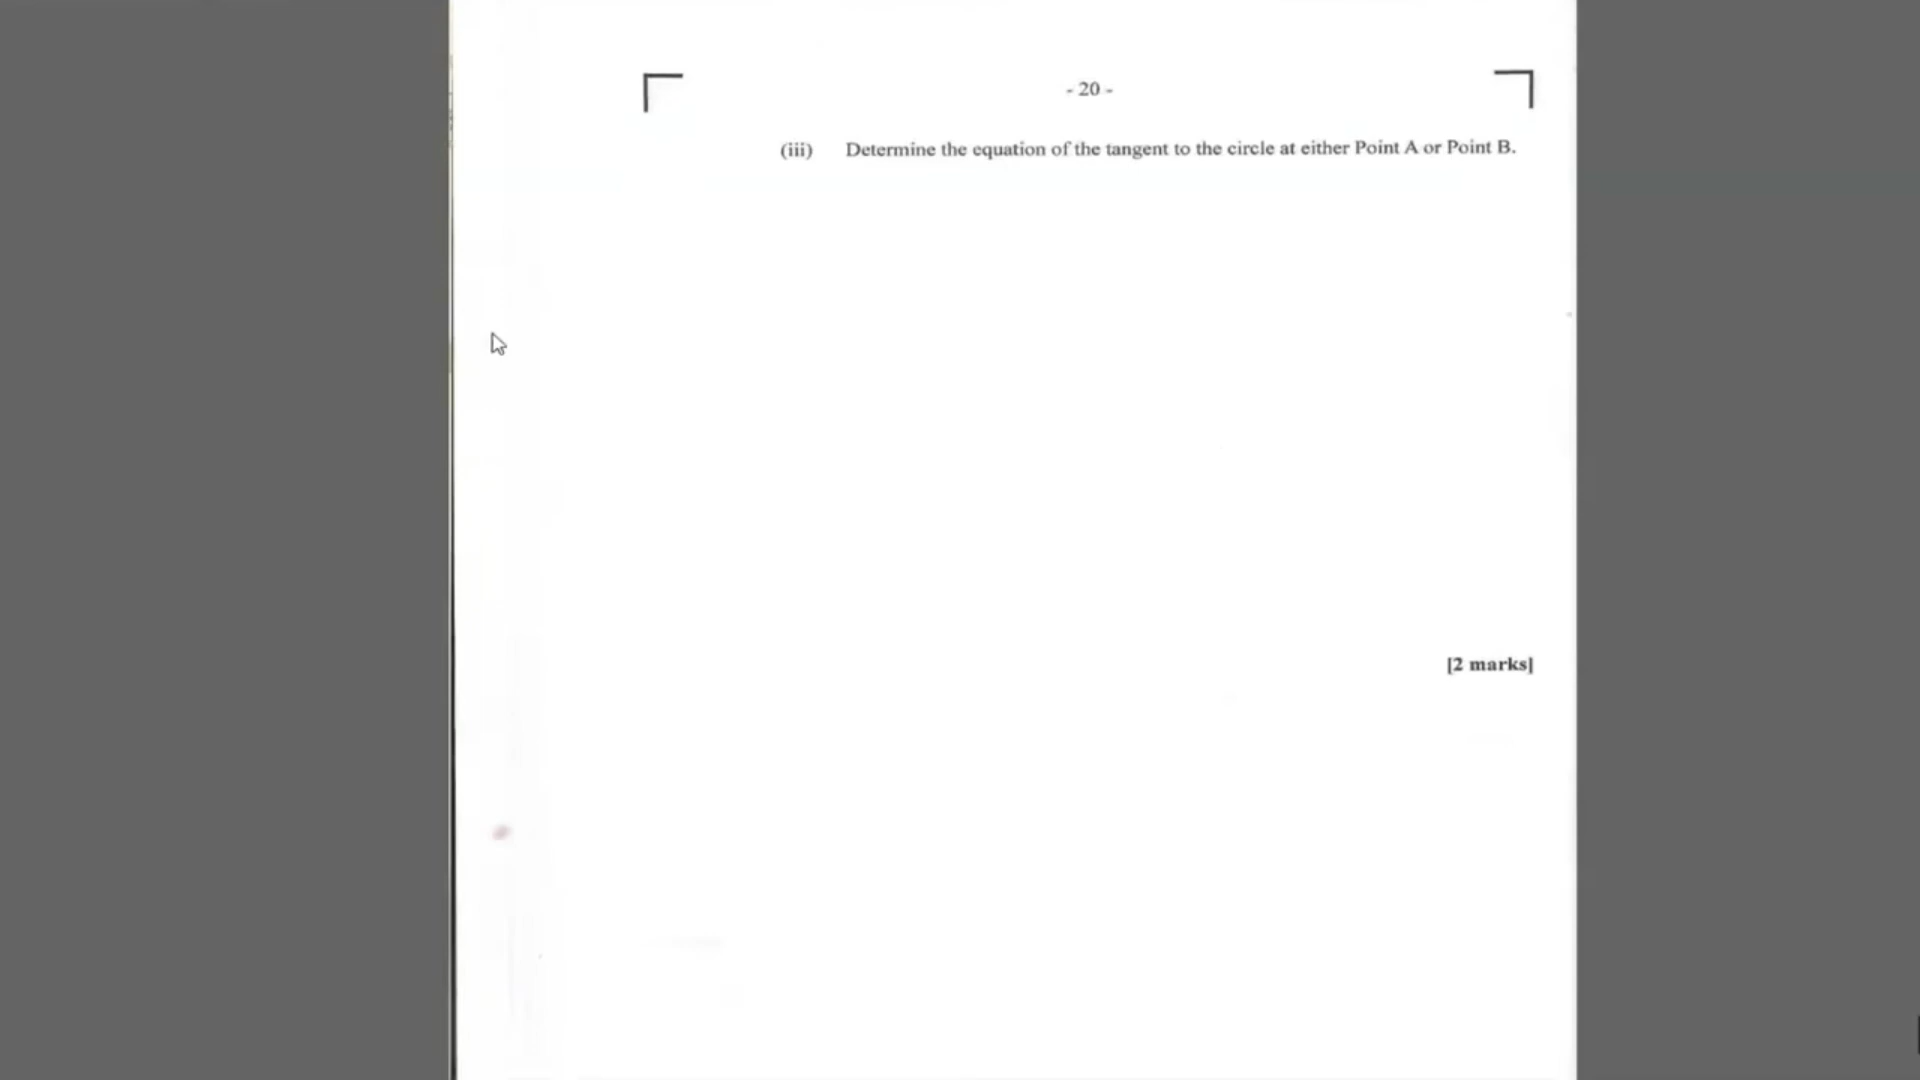 - 20 -
(iii) Determine the equation of the tangent to the circle at either Point A or Point B.
[2 marks]